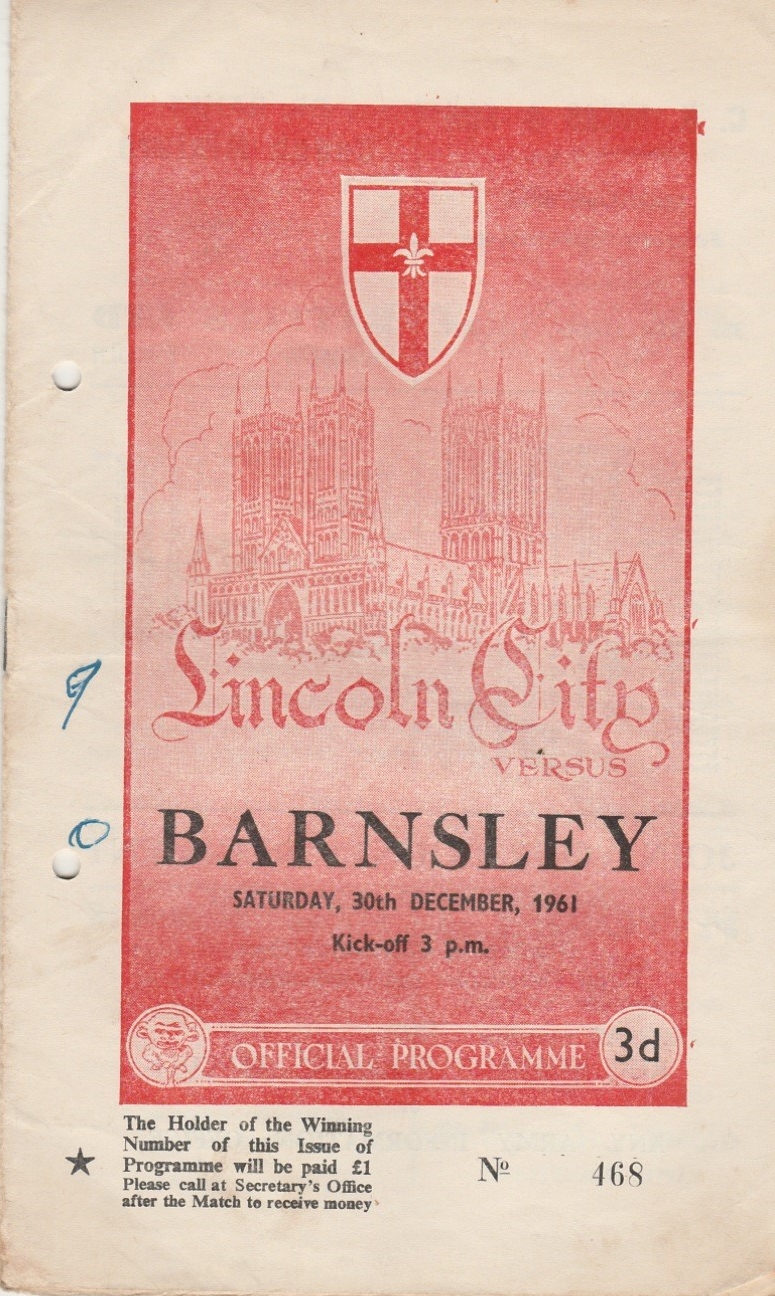 Lincoln City
VERSUS
9
BARNSLEY
0
SATURDAY, 30th DECEMBER, 1961
Kick-off 3 p.m.
OFFICIAL PROGRAMME
3d
The Holder of the Winning
Number of this Issue of
★ Programme will be paid £1
Please call at Secretary's Office
after the Match to receive money
Nº 468